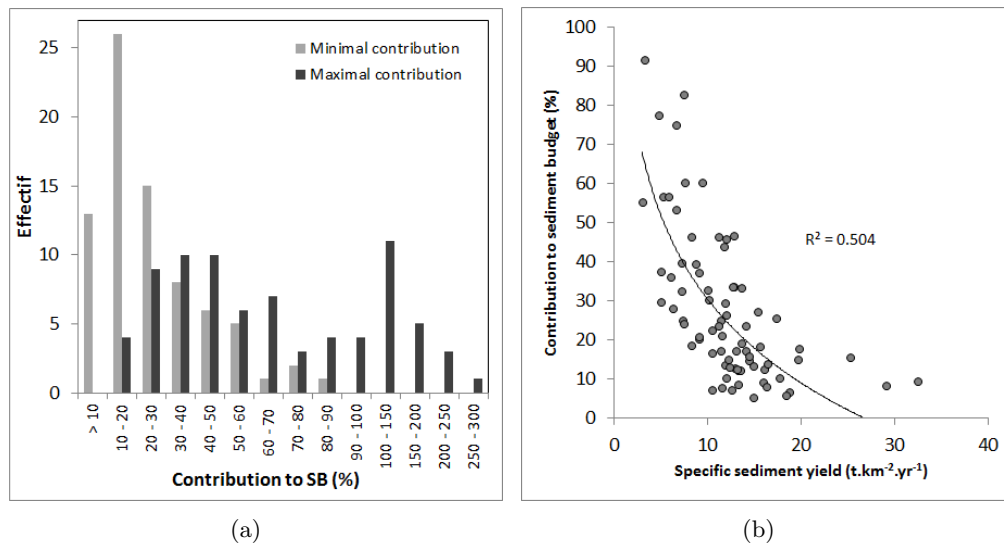 25
20
15
10
5
0
Effectif
Minimal contribution
Maximal contribution
> 10
10 - 20
20 - 30
30 - 40
40 - 50
50 - 60
60 - 70
70 - 80
80 - 90
90 - 100
100 - 150
150 - 200
200 - 250
250 - 300
Contribution to SB (%)
(a)
100
90
80
70
60
50
40
30
20
10
0
Contribution to sediment budget (%)
R² = 0.504
0 10 20 30 40
Specific sediment yield (t.km⁻².yr⁻¹)
(b)